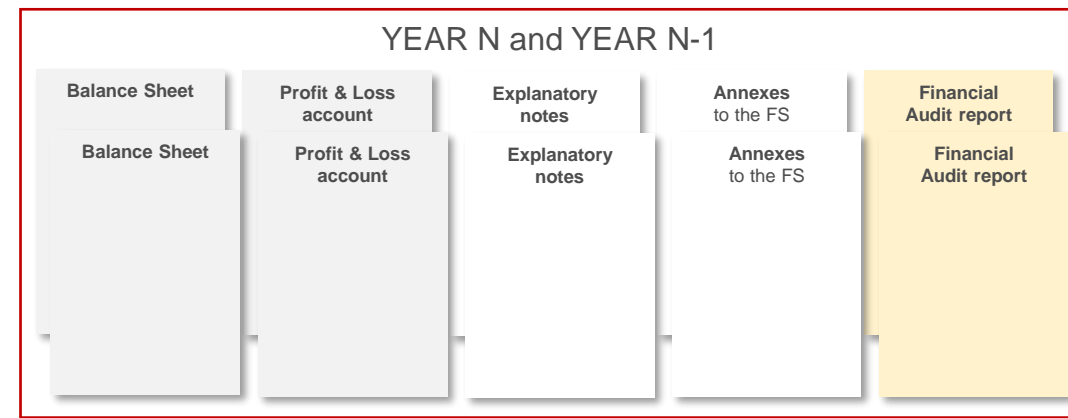 YEAR N and YEAR N-1
Balance Sheet
Profit & Loss
account
Explanatory
notes
Annexes
to the FS
Financial
Audit report
Balance Sheet
Profit & Loss
account
Explanatory
notes
Annexes
to the FS
Financial
Audit report